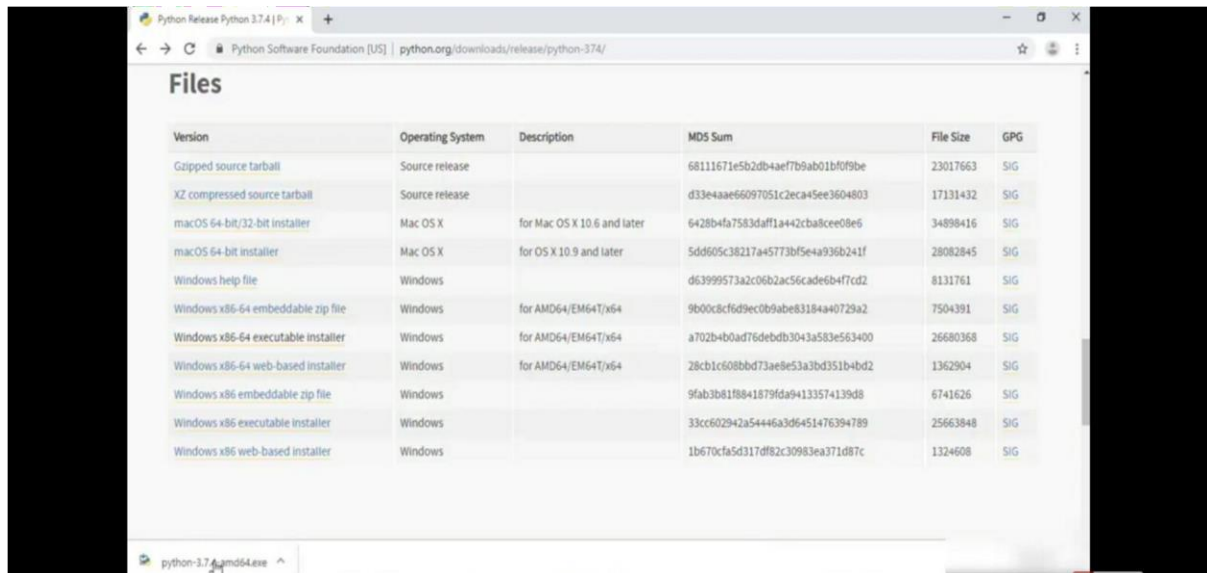 Python Release Python 3.7.4 | Py
Python Software Foundation [US] | python.org/downloads/release/python-374/
Files
Version Operating System Description MD5 Sum File Size GPG
Gzipped source tarball Source release 68111671e5b2db4aef7b9ab01bf0f9be 23017663 SIG
XZ compressed source tarball Source release d33e4aae66097051c2eca45ee3604803 17131432 SIG
macOS 64-bit/32-bit installer Mac OS X for Mac OS X 10.6 and later 6428b4fa7583daff1a442cba8cee08e6 34898416 SIG
macOS 64-bit installer Mac OS X for OS X 10.9 and later 5dd605c38217a45773bf5e4a936b241f 28082845 SIG
Windows help file Windows d63999573a2c06b2ac56cade6b4f7cd2 8131761 SIG
Windows x86-64 embeddable zip file Windows for AMD64/EM64T/x64 9b00c8cf6d9ec0b9abe83184a40729a2 7504391 SIG
Windows x86-64 executable installer Windows for AMD64/EM64T/x64 a702b4b0ad76debdb3043a583e563400 26680368 SIG
Windows x86-64 web-based installer Windows for AMD64/EM64T/x64 28cb1c608bbd73ae8e53a3bd351b4bd2 1362904 SIG
Windows x86 embeddable zip file Windows 9fab3b81f8841879fda94133574139d8 6741626 SIG
Windows x86 executable installer Windows 33cc602942a54446a3d6451476394789 25663848 SIG
Windows x86 web-based installer Windows 1b670cfa5d317df82c30983ea371d87c 1324608 SIG
python-3.7.4-amd64.exe